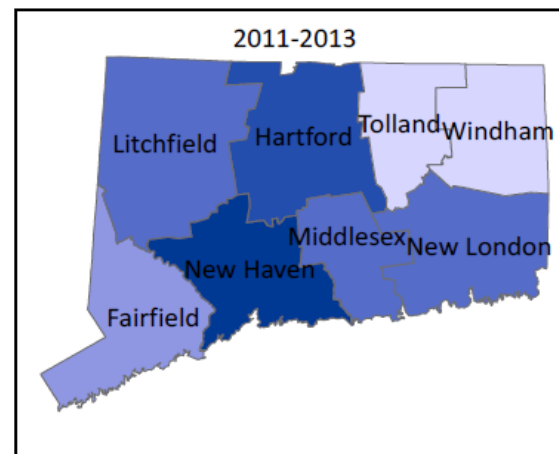 2011-2013
Litchfield
Hartford
Tolland
Windham
New Haven
Middlesex
New London
Fairfield